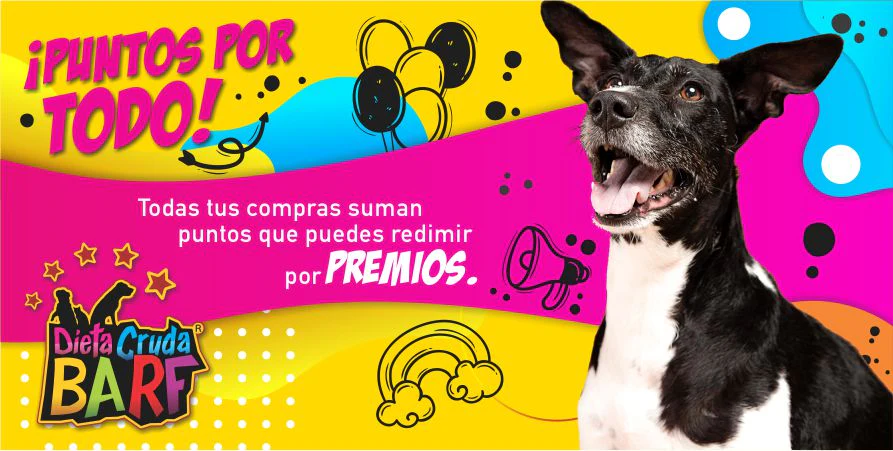 ¡PUNTOS POR
TODO!
Todas tus compras suman
puntos que puedes redimir
por PREMIOS.
Dieta Cruda®
BARF